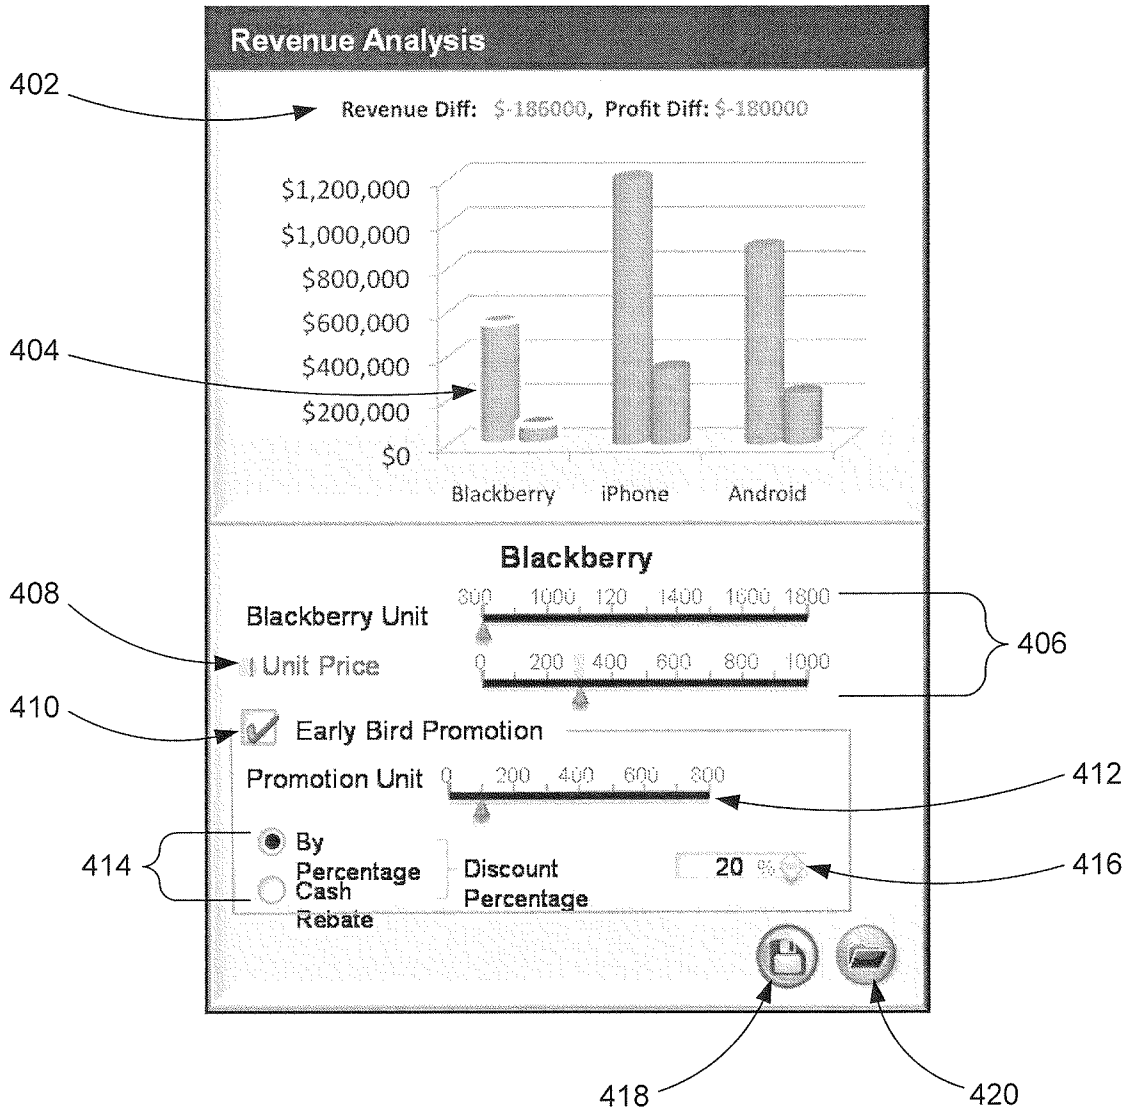 Revenue Analysis
402
Revenue Diff: $-186000, Profit Diff: $-180000
$1,200,000
$1,000,000
$800,000
$600,000
$400,000
$200,000
$0
404
Blackberry iPhone Android
Blackberry
408
Blackberry Unit
800 1000 120 1400 1600 1800
406
Unit Price
0 200 400 600 800 1000
410
Early Bird Promotion
Promotion Unit
0 200 400 600 800
412
414
By
Percentage
Cash
Rebate
Discount
Percentage
20 %
416
418
420